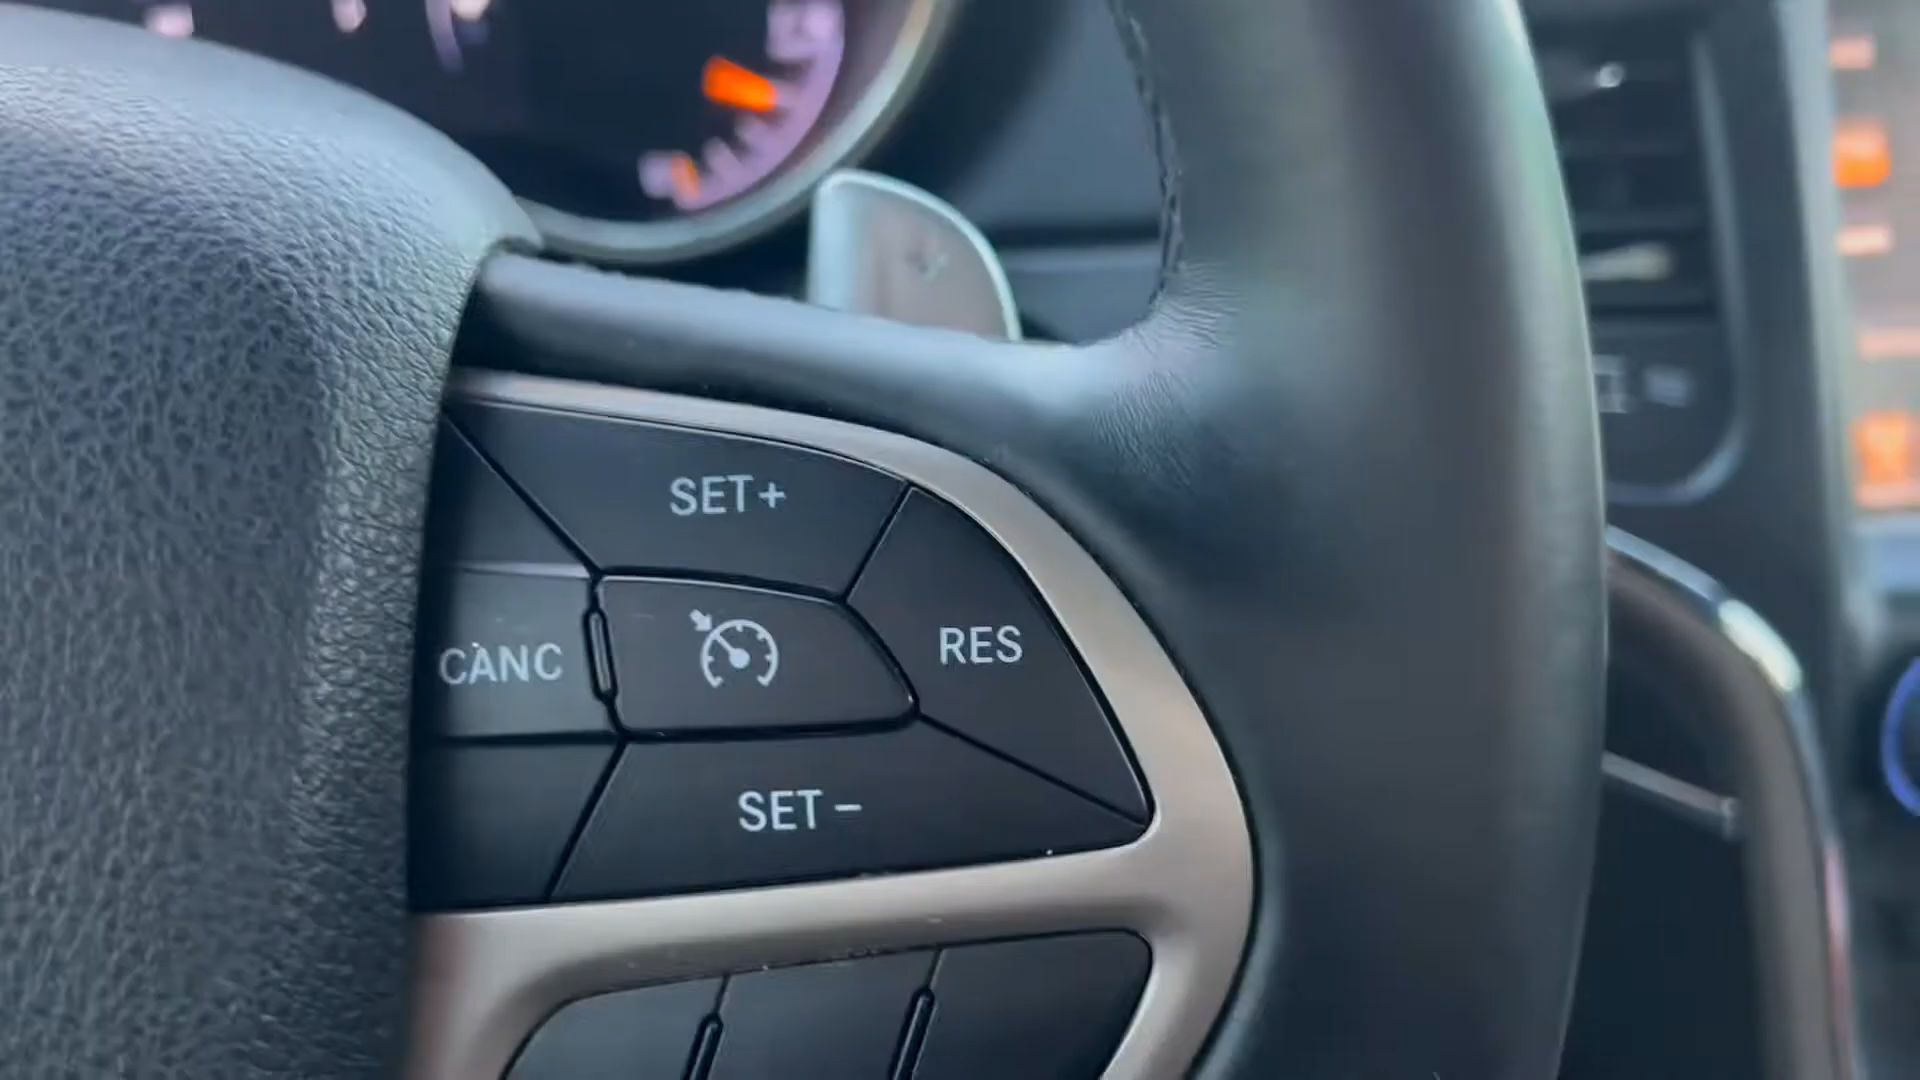 SET+
CANC
RES
SET –